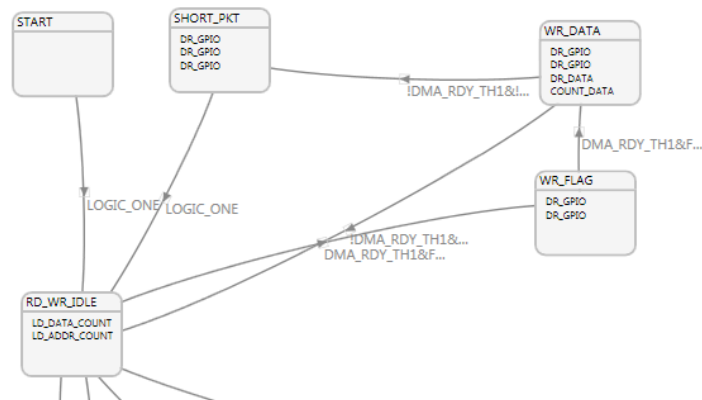 START
SHORT_PKT
DR_GPIO
DR_GPIO
DR_GPIO
WR_DATA
DR_GPIO
DR_GPIO
DR_DATA
COUNT_DATA
!DMA_RDY_TH1&!...
DMA_RDY_TH1&F...
WR_FLAG
DR_GPIO
DR_GPIO
LOGIC_ONE
LOGIC_ONE
!DMA_RDY_TH1&...
DMA_RDY_TH1&F...
RD_WR_IDLE
LD_DATA_COUNT
LD_ADDR_COUNT